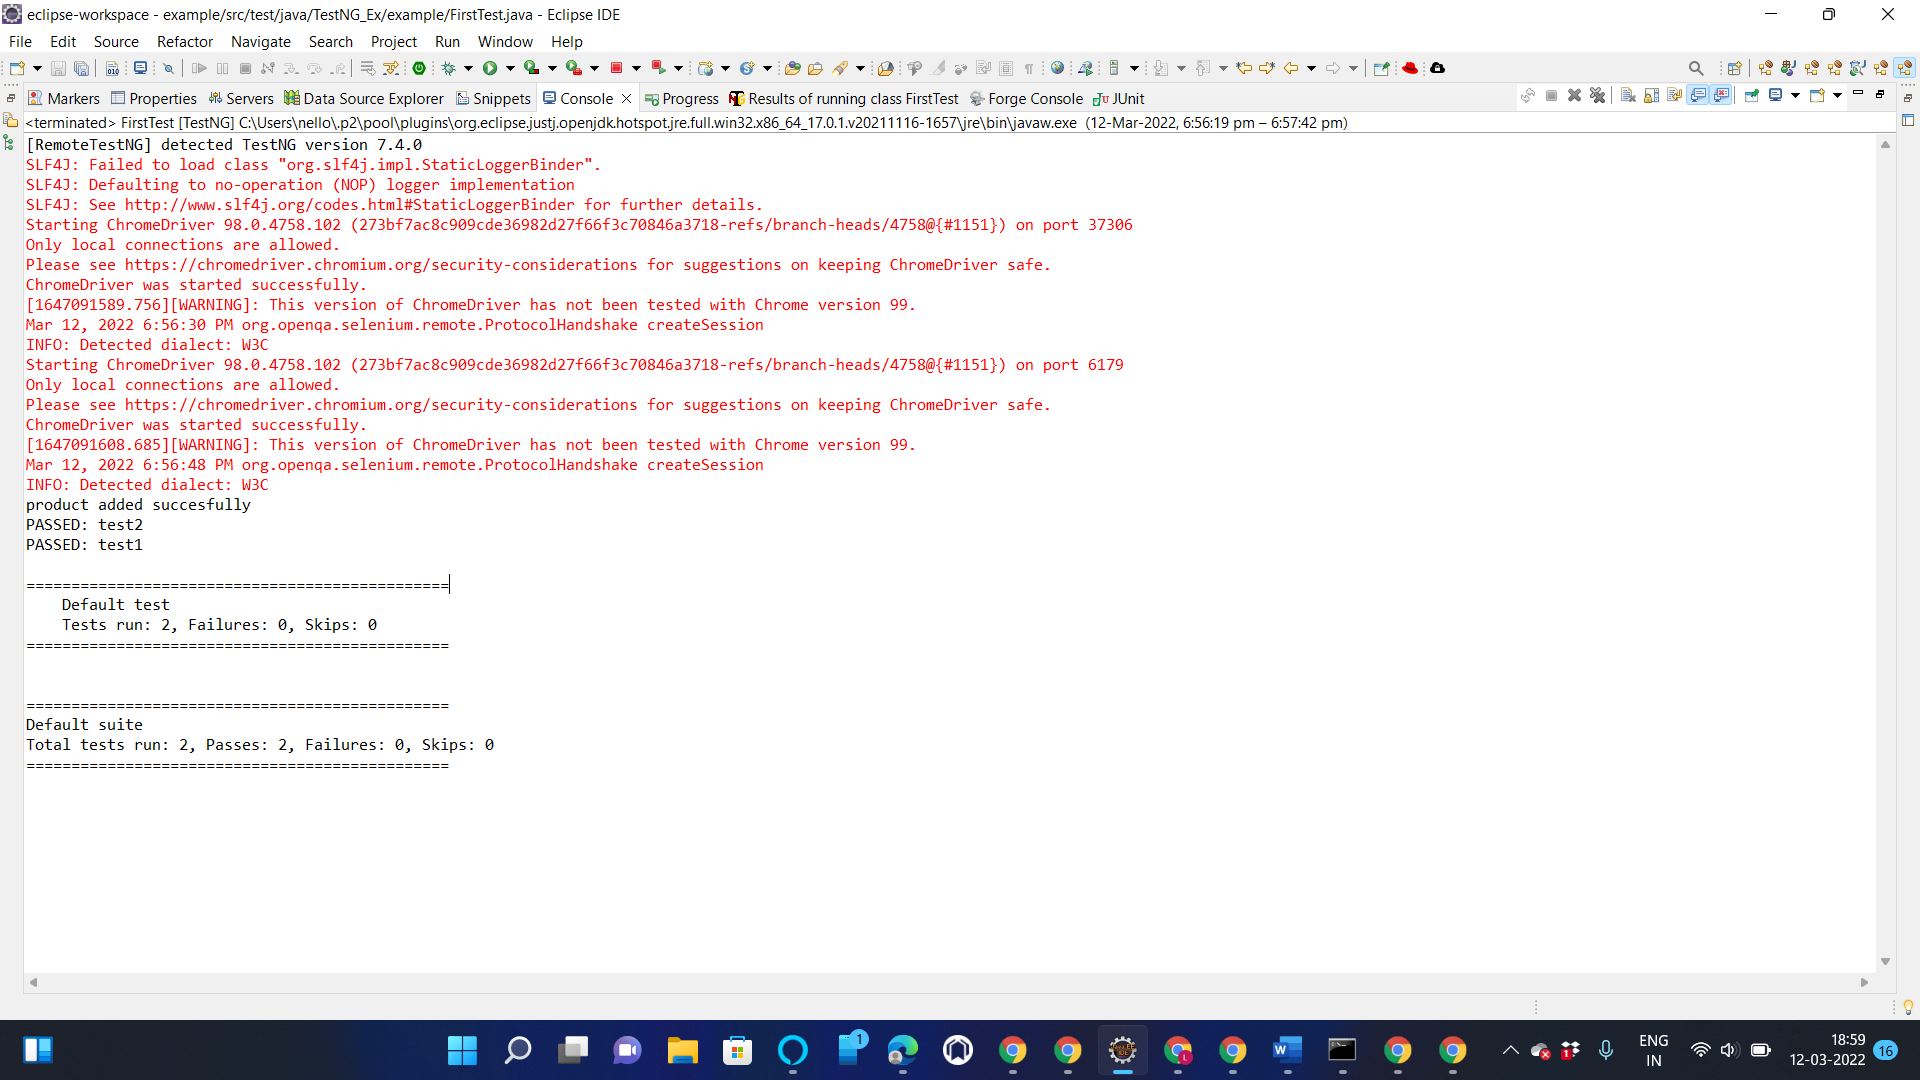 eclipse-workspace - example/src/test/java/TestNG_Ex/example/FirstTest.java - Eclipse IDE
File Edit Source Refactor Navigate Search Project Run Window Help
Markers Properties Servers Data Source Explorer Snippets Console Progress Results of running class FirstTest Forge Console JUnit
<terminated> FirstTest [TestNG] C:\Users\nello\.p2\pool\plugins\org.eclipse.justj.openjdk.hotspot.jre.full.win32.x86_64_17.0.1.v20211116-1657\jre\bin\javaw.exe (12-Mar-2022, 6:56:19 pm – 6:57:42 pm)
[RemoteTestNG] detected TestNG version 7.4.0
SLF4J: Failed to load class "org.slf4j.impl.StaticLoggerBinder".
SLF4J: Defaulting to no-operation (NOP) logger implementation
SLF4J: See http://www.slf4j.org/codes.html#StaticLoggerBinder for further details.
Starting ChromeDriver 98.0.4758.102 (273bf7ac8c909cde36982d27f66f3c70846a3718-refs/branch-heads/4758@{#1151}) on port 37306
Only local connections are allowed.
Please see https://chromedriver.chromium.org/security-considerations for suggestions on keeping ChromeDriver safe.
ChromeDriver was started successfully.
[1647091589.756][WARNING]: This version of ChromeDriver has not been tested with Chrome version 99.
Mar 12, 2022 6:56:30 PM org.openqa.selenium.remote.ProtocolHandshake createSession
INFO: Detected dialect: W3C
Starting ChromeDriver 98.0.4758.102 (273bf7ac8c909cde36982d27f66f3c70846a3718-refs/branch-heads/4758@{#1151}) on port 6179
Only local connections are allowed.
Please see https://chromedriver.chromium.org/security-considerations for suggestions on keeping ChromeDriver safe.
ChromeDriver was started successfully.
[1647091608.685][WARNING]: This version of ChromeDriver has not been tested with Chrome version 99.
Mar 12, 2022 6:56:48 PM org.openqa.selenium.remote.ProtocolHandshake createSession
INFO: Detected dialect: W3C
product added succesfully
PASSED: test2
PASSED: test1
===============================================
Default test
Tests run: 2, Failures: 0, Skips: 0
===============================================
===============================================
Default suite
Total tests run: 2, Passes: 2, Failures: 0, Skips: 0
===============================================
1
ENG
IN
18:59
12-03-2022
16